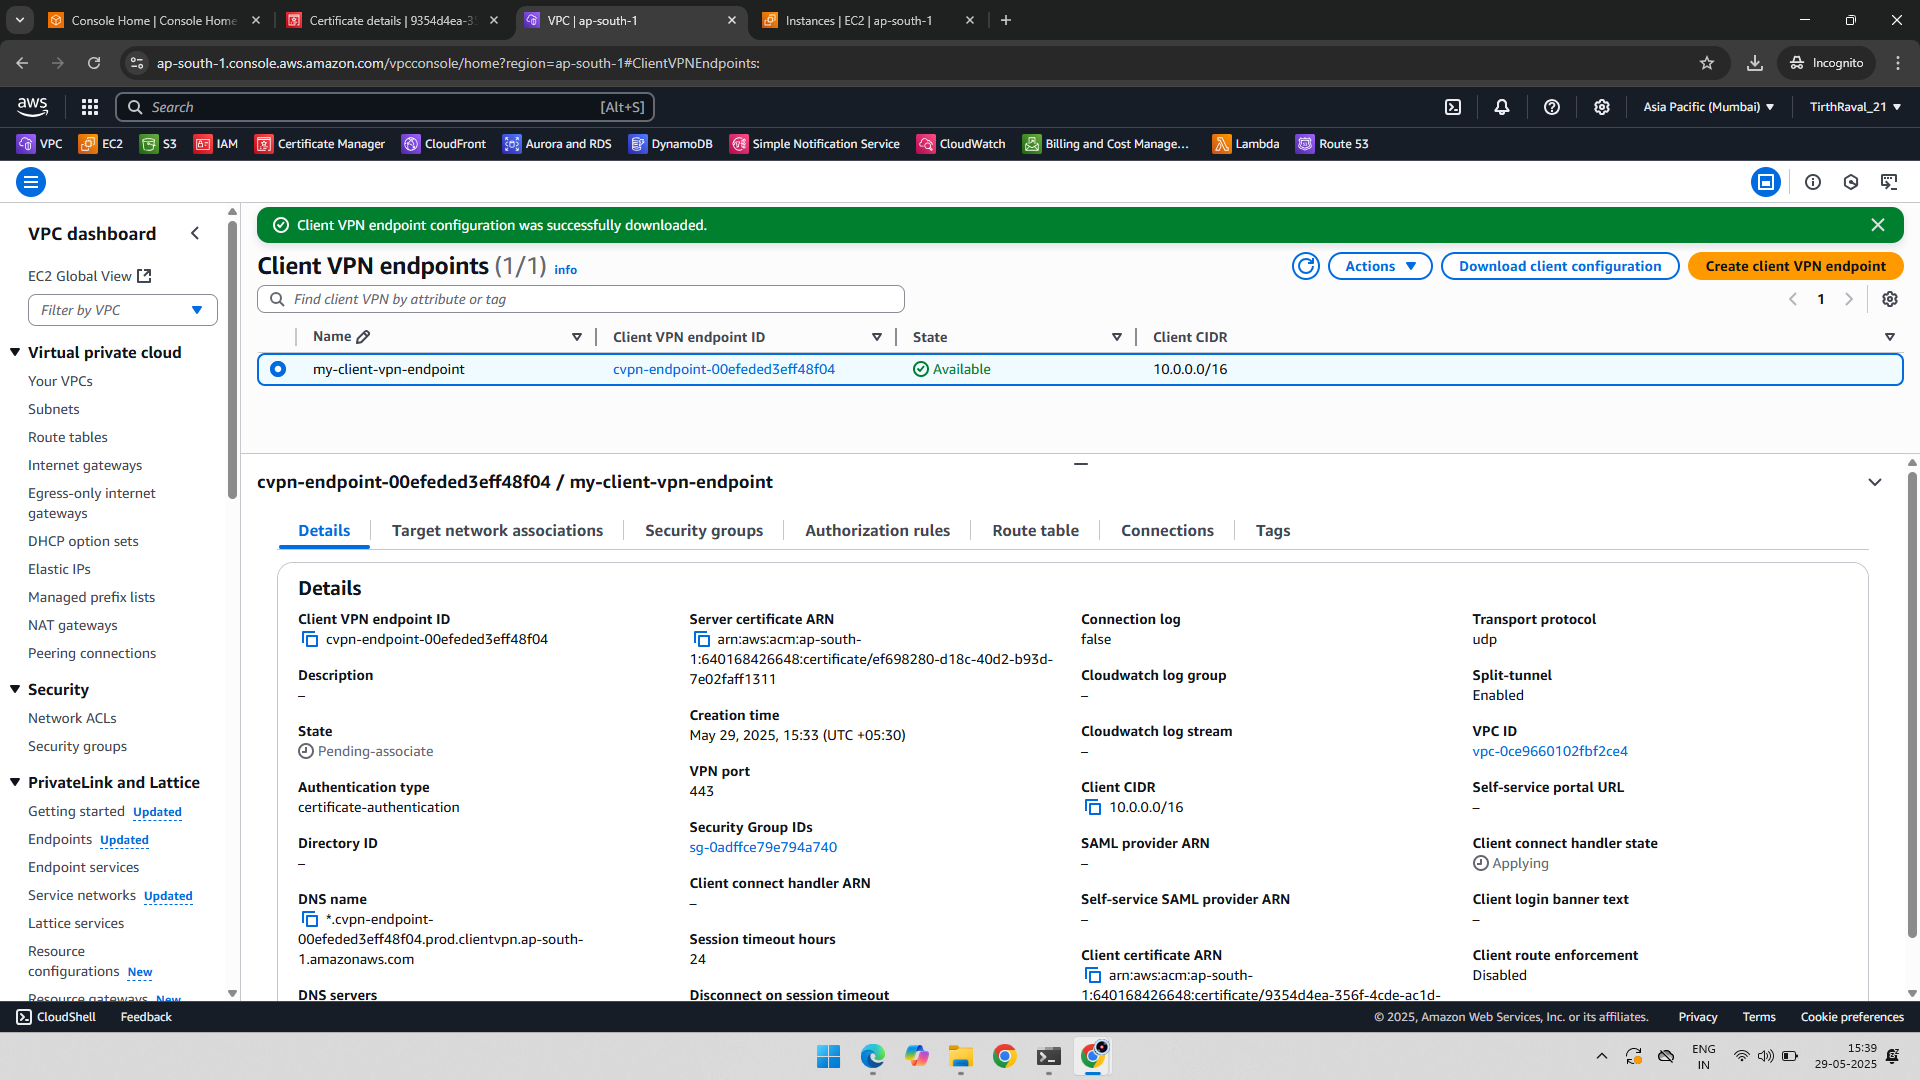 Console Home | Console Home
Certificate details | 9354d4ea-35
VPC | ap-south-1
Instances | EC2 | ap-south-1
ap-south-1.console.aws.amazon.com/vpcconsole/home?region=ap-south-1#ClientVPNEndpoints:
Incognito
aws
Search
[Alt+S]
Asia Pacific (Mumbai)
TirthRaval_21
VPC
EC2
S3
IAM
Certificate Manager
CloudFront
Aurora and RDS
DynamoDB
Simple Notification Service
CloudWatch
Billing and Cost Manage...
Lambda
Route 53
VPC dashboard
EC2 Global View
Filter by VPC
Virtual private cloud
Your VPCs
Subnets
Route tables
Internet gateways
Egress-only internet
gateways
DHCP option sets
Elastic IPs
Managed prefix lists
NAT gateways
Peering connections
Security
Network ACLs
Security groups
PrivateLink and Lattice
Getting started Updated
Endpoints Updated
Endpoint services
Service networks Updated
Lattice services
Resource
configurations New
Resource gateways New
Client VPN endpoint configuration was successfully downloaded.
Client VPN endpoints (1/1) info
Actions
Download client configuration
Create client VPN endpoint
Find client VPN by attribute or tag
1
Name
Client VPN endpoint ID
State
Client CIDR
my-client-vpn-endpoint
cvpn-endpoint-00efeded3eff48f04
Available
10.0.0.0/16
cvpn-endpoint-00efeded3eff48f04 / my-client-vpn-endpoint
Details
Target network associations
Security groups
Authorization rules
Route table
Connections
Tags
Details
Client VPN endpoint ID
cvpn-endpoint-00efeded3eff48f04
Description
–
State
Pending-associate
Authentication type
certificate-authentication
Directory ID
–
DNS name
*.cvpn-endpoint-
00efeded3eff48f04.prod.clientvpn.ap-south-
1.amazonaws.com
DNS servers
Server certificate ARN
arn:aws:acm:ap-south-
1:640168426648:certificate/ef698280-d18c-40d2-b93d-
7e02faff1311
Creation time
May 29, 2025, 15:33 (UTC +05:30)
VPN port
443
Security Group IDs
sg-0adffce79e794a740
Client connect handler ARN
–
Session timeout hours
24
Disconnect on session timeout
Connection log
false
Cloudwatch log group
–
Cloudwatch log stream
–
Client CIDR
10.0.0.0/16
SAML provider ARN
–
Self-service SAML provider ARN
–
Client certificate ARN
arn:aws:acm:ap-south-
1:640168426648:certificate/9354d4ea-356f-4cde-ac1d-
Transport protocol
udp
Split-tunnel
Enabled
VPC ID
vpc-0ce9660102fbf2ce4
Self-service portal URL
–
Client connect handler state
Applying
Client login banner text
–
Client route enforcement
Disabled
CloudShell
Feedback
© 2025, Amazon Web Services, Inc. or its affiliates.
Privacy
Terms
Cookie preferences
ENG
IN
15:39
29-05-2025